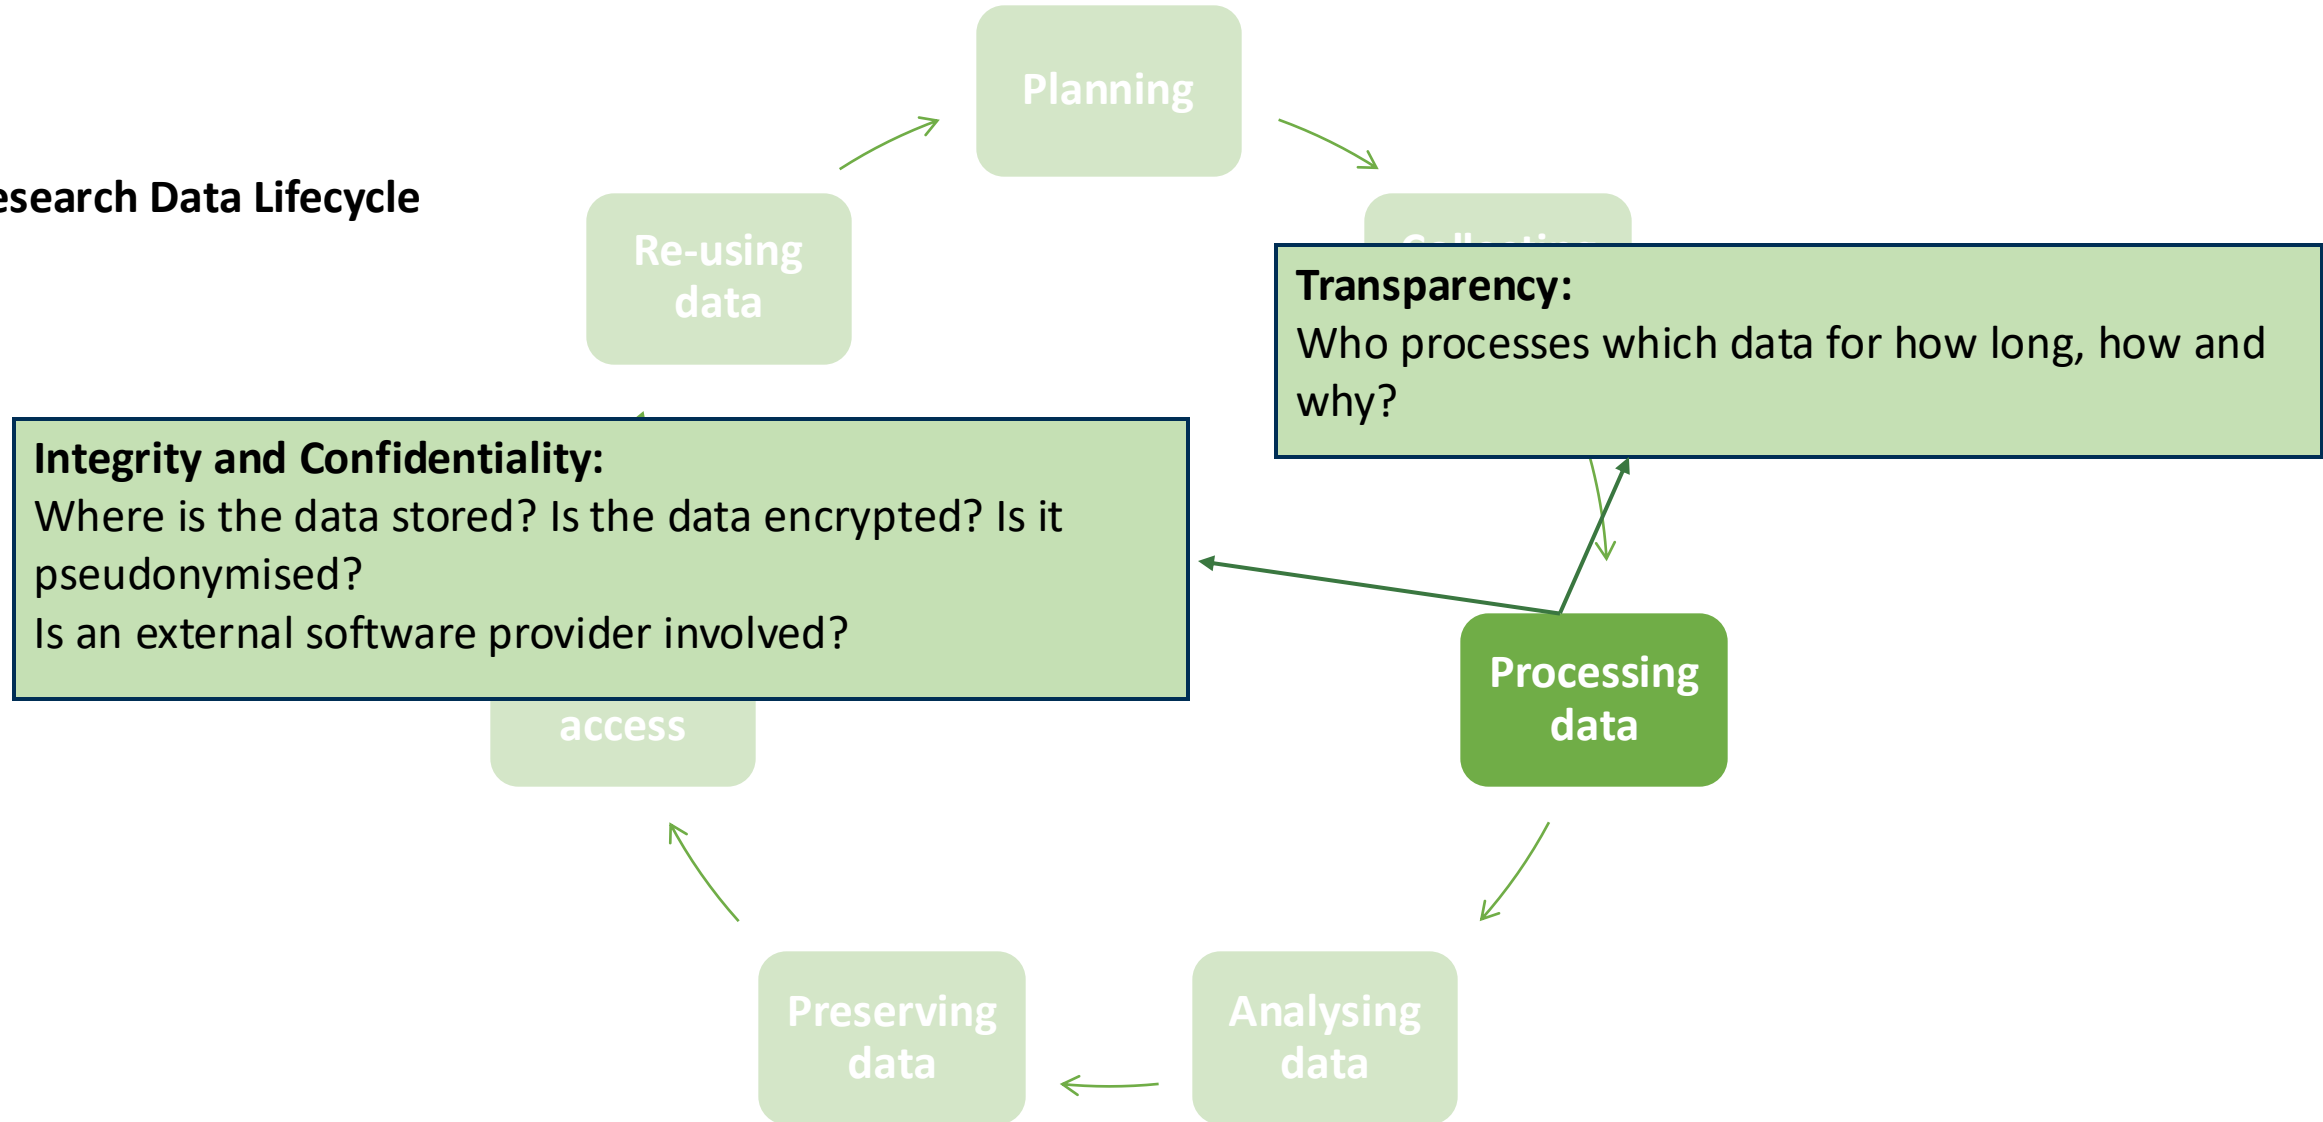 Planning
esearch Data Lifecycle
Re-using
data
Transparency:
Who processes which data for how long, how and
why?
Integrity and Confidentiality:
Where is the data stored? Is the data encrypted? Is it
pseudonymised?
Is an external software provider involved?
access
Processing
data
Preserving
data
Analysing
data